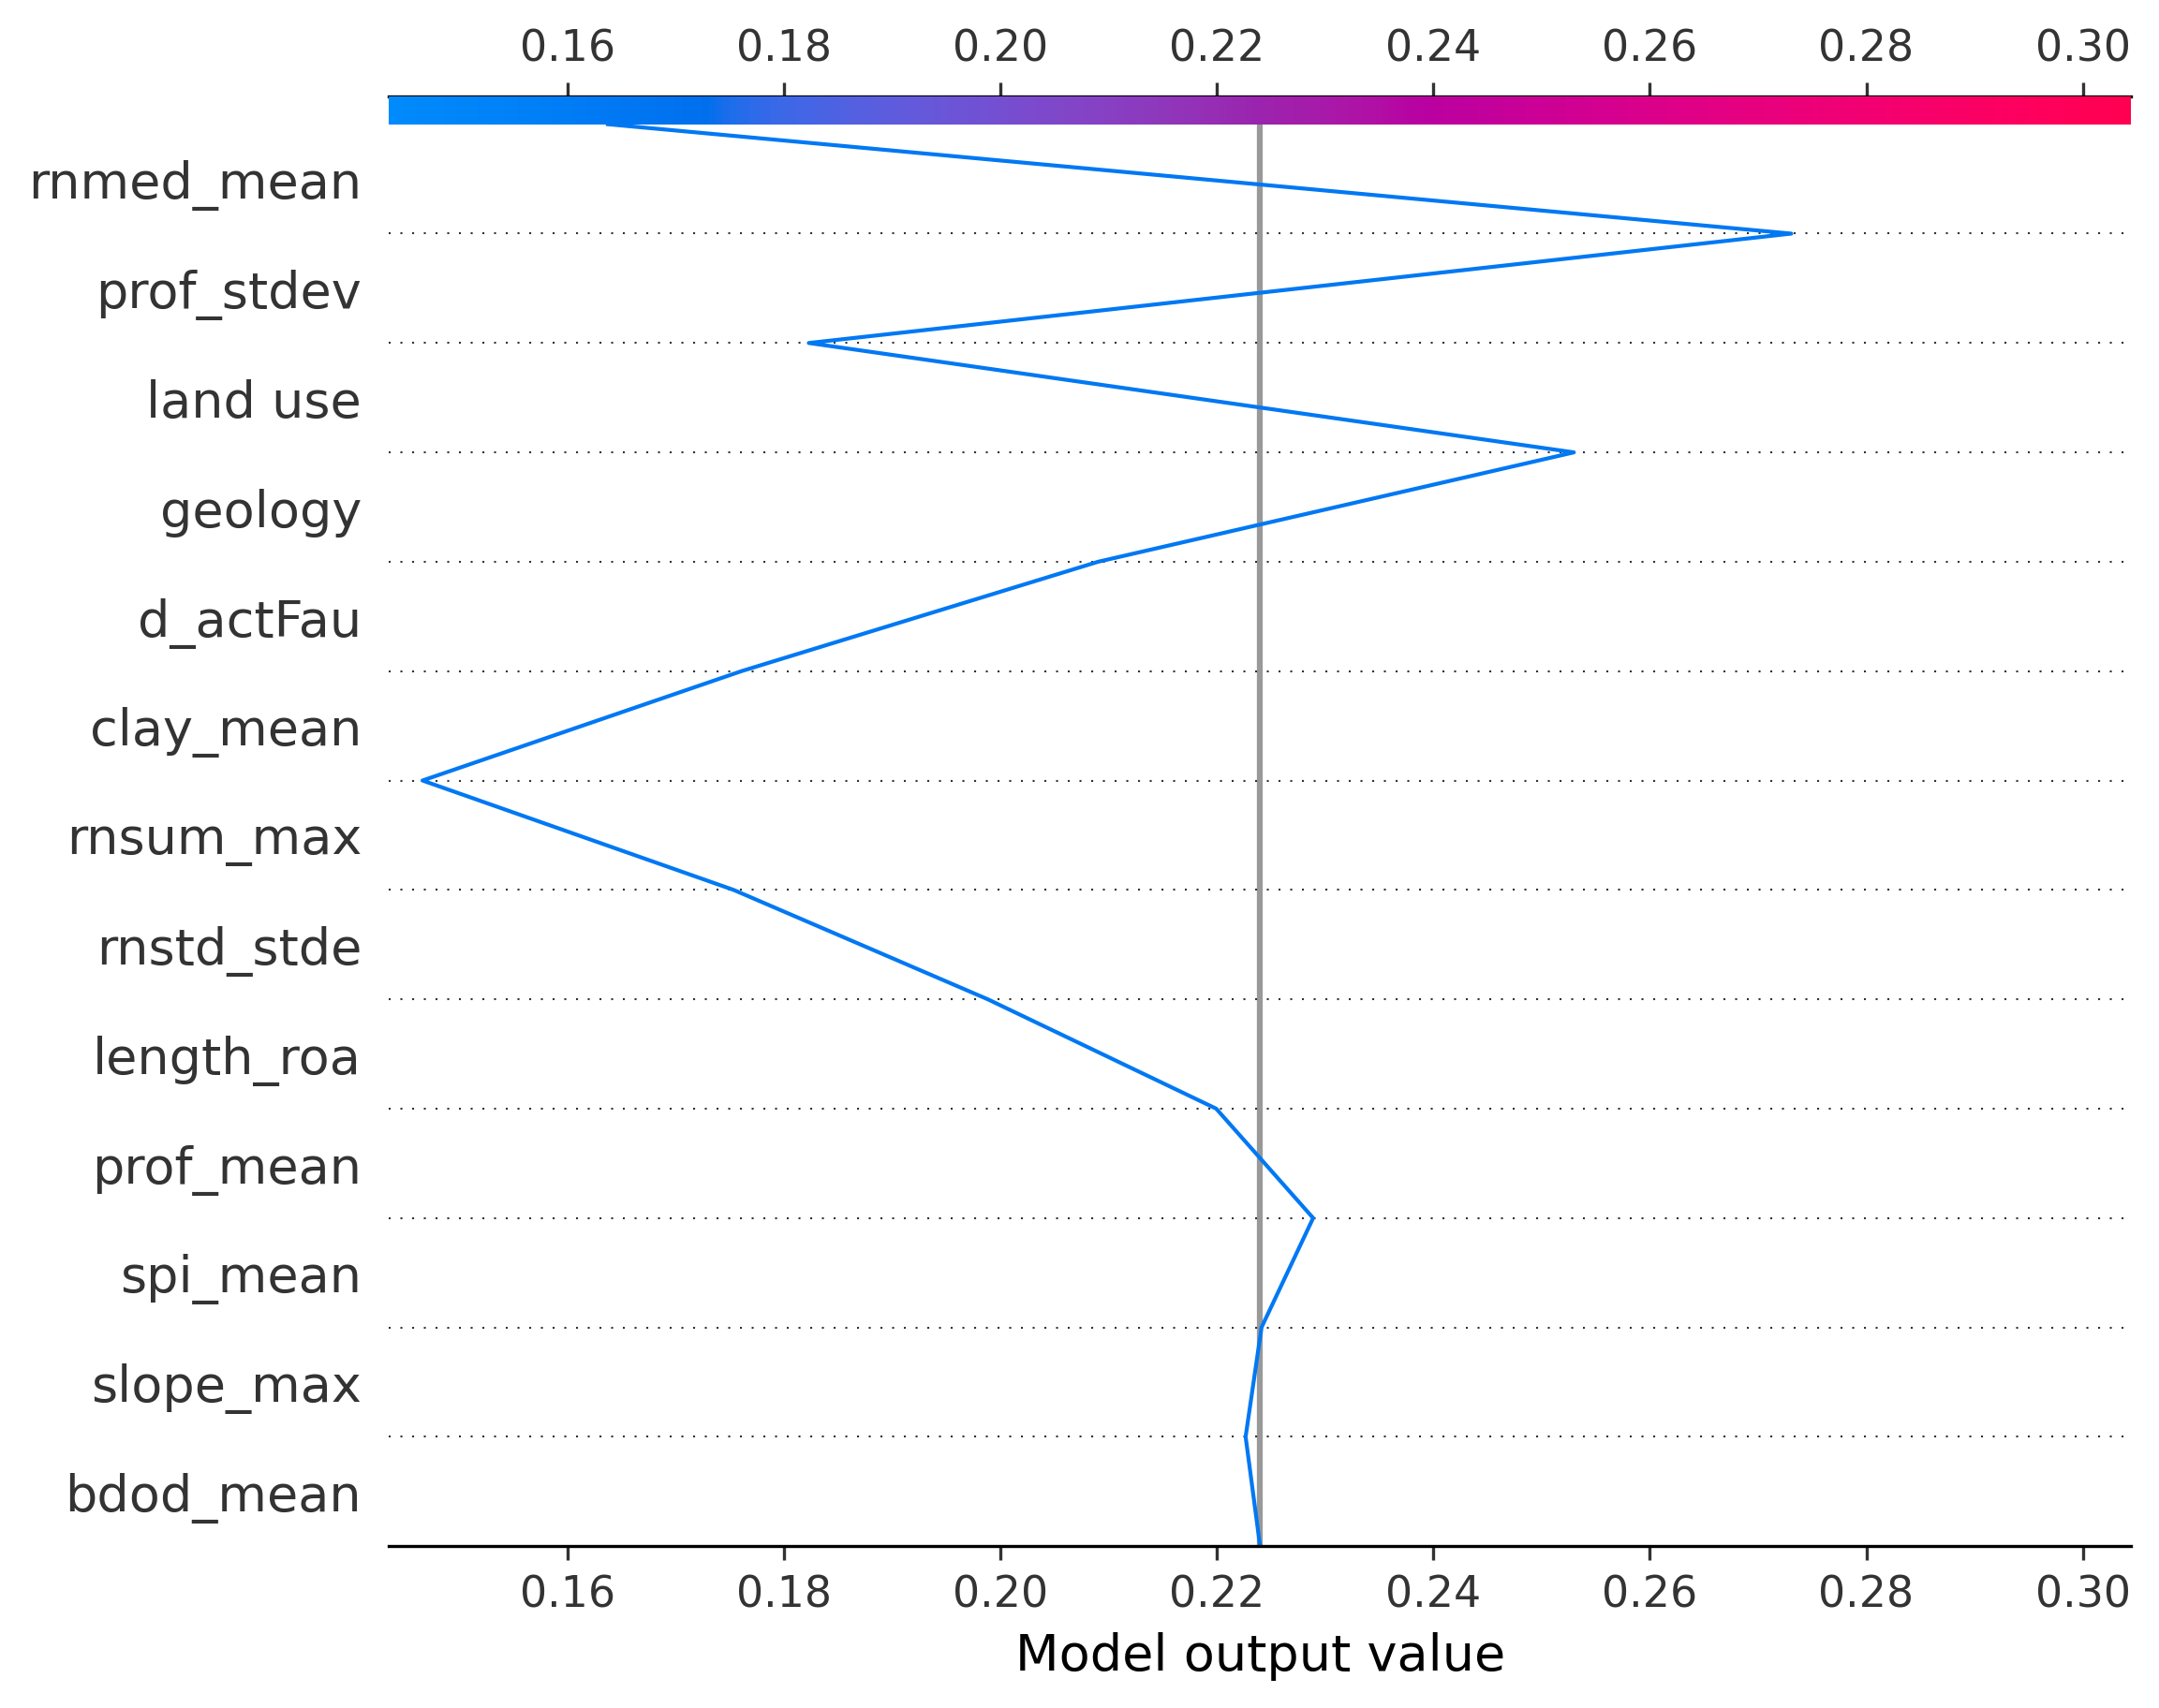 0.16 0.18 0.20 0.22 0.24 0.26 0.28 0.30
rnmed_mean
prof_stdev
land use
geology
d_actFau
clay_mean
rnsum_max
rnstd_stde
length_roa
prof_mean
spi_mean
slope_max
bdod_mean
0.16 0.18 0.20 0.22 0.24 0.26 0.28 0.30
Model output value